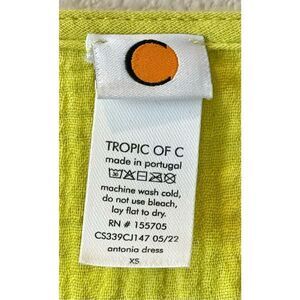 TROPIC OF C
made in portugal
machine wash cold,
do not use bleach,
lay flat to dry.
RN # 155705
CS339CJ147 05/22
antonia dress
XS